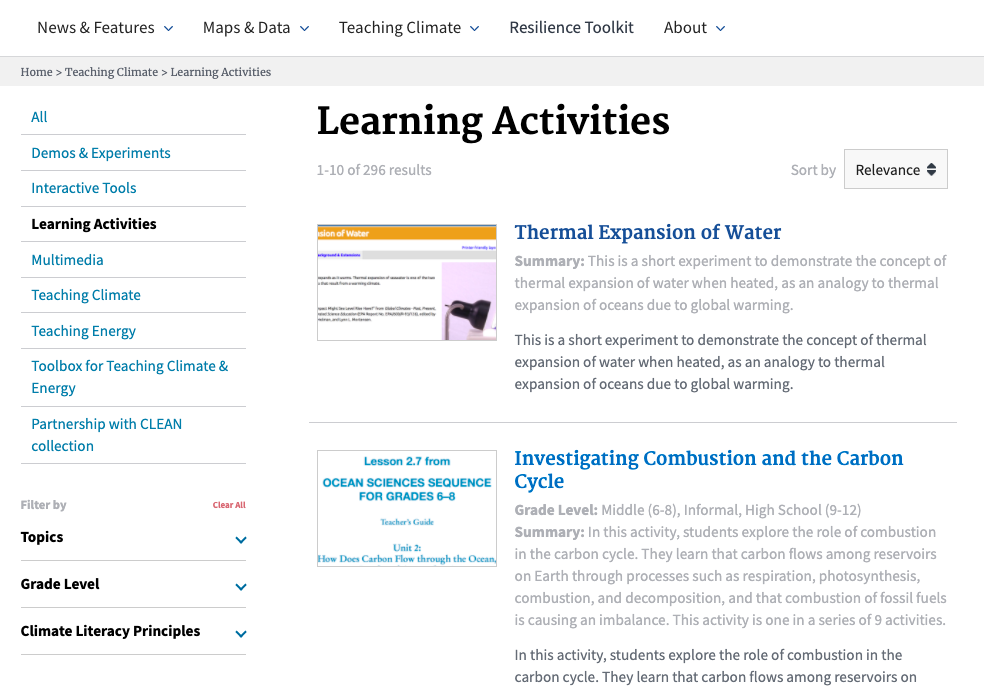 News & Features
Maps & Data
Teaching Climate
Resilience Toolkit
About
Home > Teaching Climate > Learning Activities
All
Demos & Experiments
Interactive Tools
Learning Activities
Multimedia
Teaching Climate
Teaching Energy
Toolbox for Teaching Climate &
Energy
Partnership with CLEAN
collection
Filter by
Clear All
Topics
Grade Level
Climate Literacy Principles
Learning Activities
1-10 of 296 results
Sort by
Relevance
sion of Water
Thermal Expansion of Water
Summary: This is a short experiment to demonstrate the concept of
thermal expansion of water when heated, as an analogy to thermal
expansion of oceans due to global warming.
This is a short experiment to demonstrate the concept of thermal
expansion of water when heated, as an analogy to thermal
expansion of oceans due to global warming.
Lesson 2.7 from
OCEAN SCIENCES SEQUENCE
FOR GRADES 6–8
Teacher's Guide
Unit 2:
How Does Carbon Flow through the Ocean,
Investigating Combustion and the Carbon
Cycle
Grade Level: Middle (6-8), Informal, High School (9-12)
Summary: In this activity, students explore the role of combustion
in the carbon cycle. They learn that carbon flows among reservoirs
on Earth through processes such as respiration, photosynthesis,
combustion, and decomposition, and that combustion of fossil fuels
is causing an imbalance. This activity is one in a series of 9 activities.
In this activity, students explore the role of combustion in the
carbon cycle. They learn that carbon flows among reservoirs on